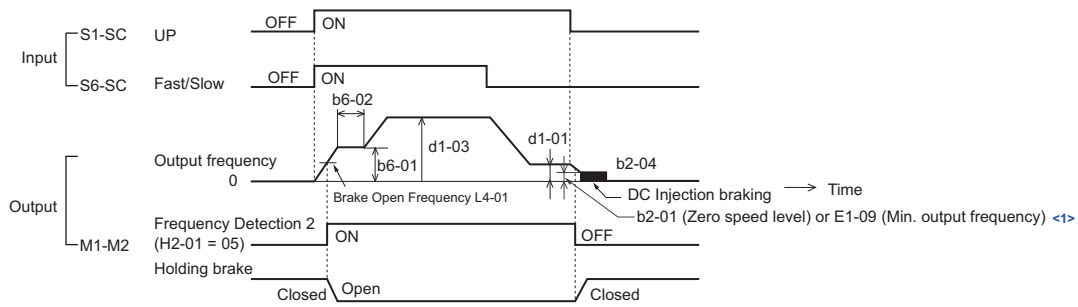 OFF ON
S1-SC UP
Input
S6-SC Fast/Slow OFF ON
b6-02
d1-01
d1-03
b2-04
Output frequency
b6-01
0
DC Injection braking
Time
Brake Open Frequency L4-01
b2-01 (Zero speed level) or E1-09 (Min. output frequency) <1>
Output
Frequency Detection 2
(H2-01 = 05)
ON OFF
M1-M2
Holding brake
Closed Open Closed